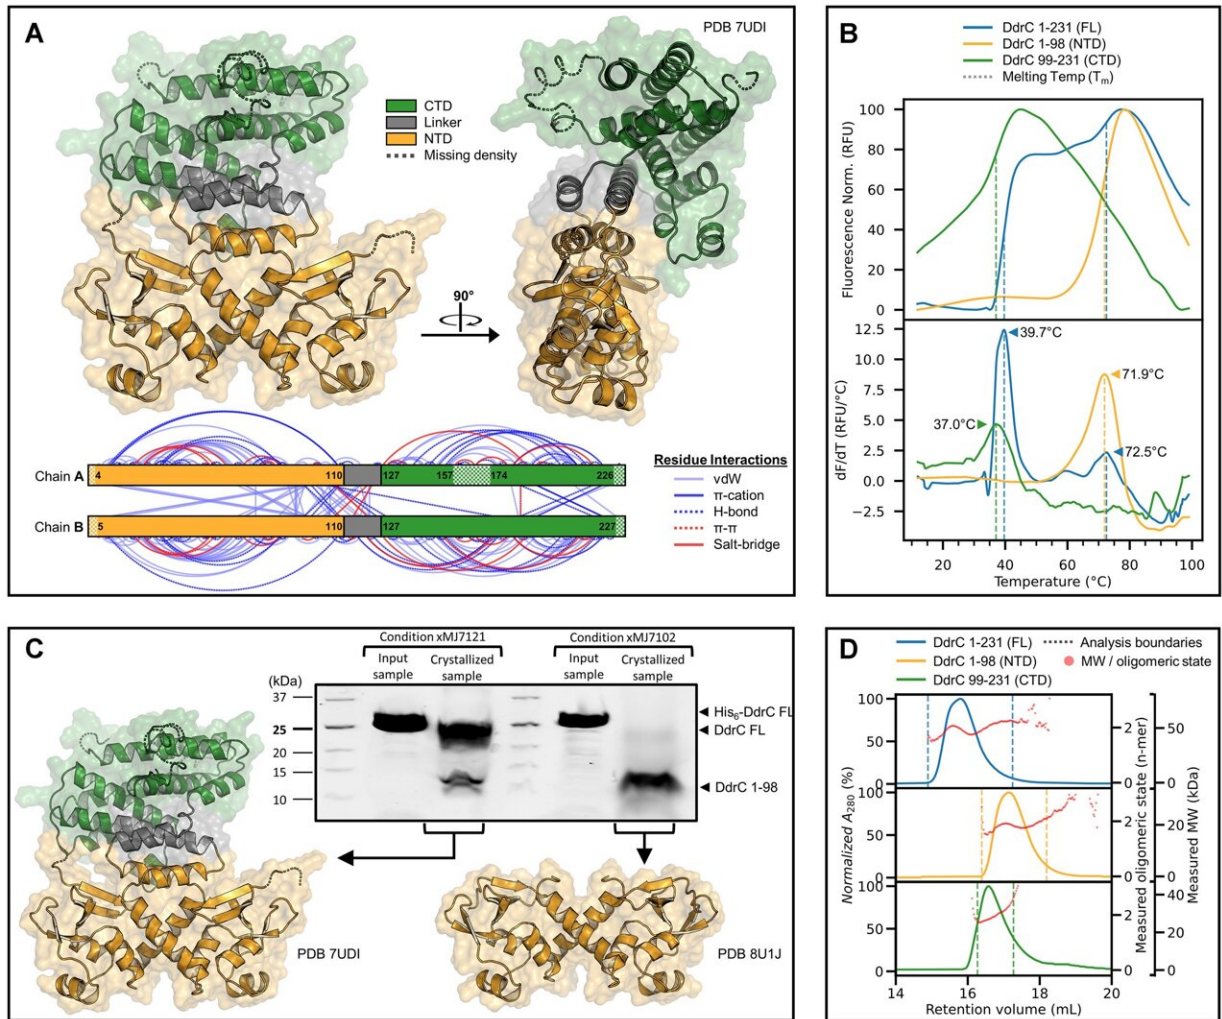 A
PDB 7UDI
CTD
Linker
NTD
Missing density
90°
Chain A
4
110
127
157
174
226
Chain B
5
110
127
227
Residue Interactions
vdW
π-cation
H-bond
π-π
Salt-bridge
B
DdrC 1-231 (FL)
DdrC 1-98 (NTD)
DdrC 99-231 (CTD)
Melting Temp (Tm)
Fluorescence Norm. (RFU)
100
80
60
40
20
0
dF/dT (RFU/°C)
12.5
10.0
7.5
5.0
2.5
0.0
−2.5
39.7°C
71.9°C
37.0°C
72.5°C
20
40
60
80
100
Temperature (°C)
C
Condition xMJ7121
Condition xMJ7102
Input sample
Crystallized sample
Input sample
Crystallized sample
(kDa)
37
25
20
15
10
His6-DdrC FL
DdrC FL
DdrC 1-98
PDB 7UDI
PDB 8U1J
D
DdrC 1-231 (FL)
DdrC 1-98 (NTD)
DdrC 99-231 (CTD)
Analysis boundaries
MW / oligomeric state
Normalized A280 (%)
100
50
0
100
50
0
100
50
0
2
0
2
0
2
0
50
0
20
0
40
20
0
Measured oligomeric state (n-mer)
Measured MW (kDa)
14
16
18
20
Retention volume (mL)